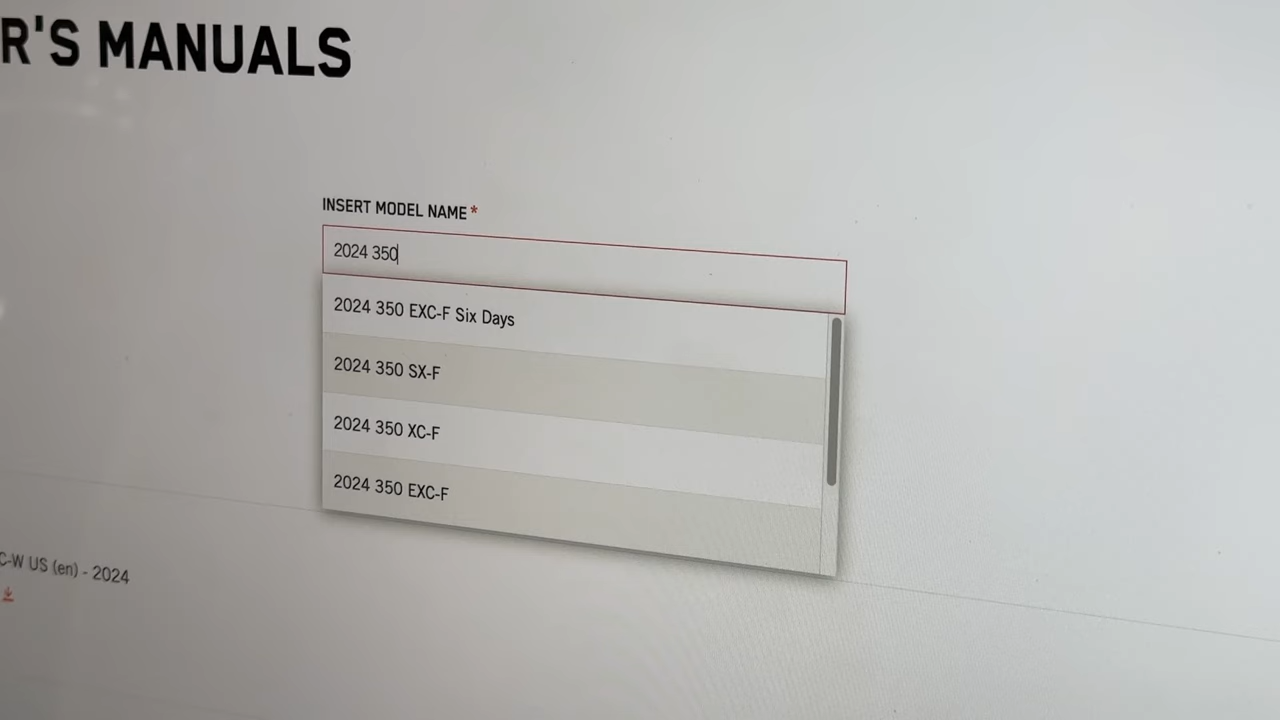 R'S MANUALS
INSERT MODEL NAME *
2024 350
2024 350 EXC-F Six Days
2024 350 SX-F
2024 350 XC-F
2024 350 EXC-F
C-W US (en) - 2024